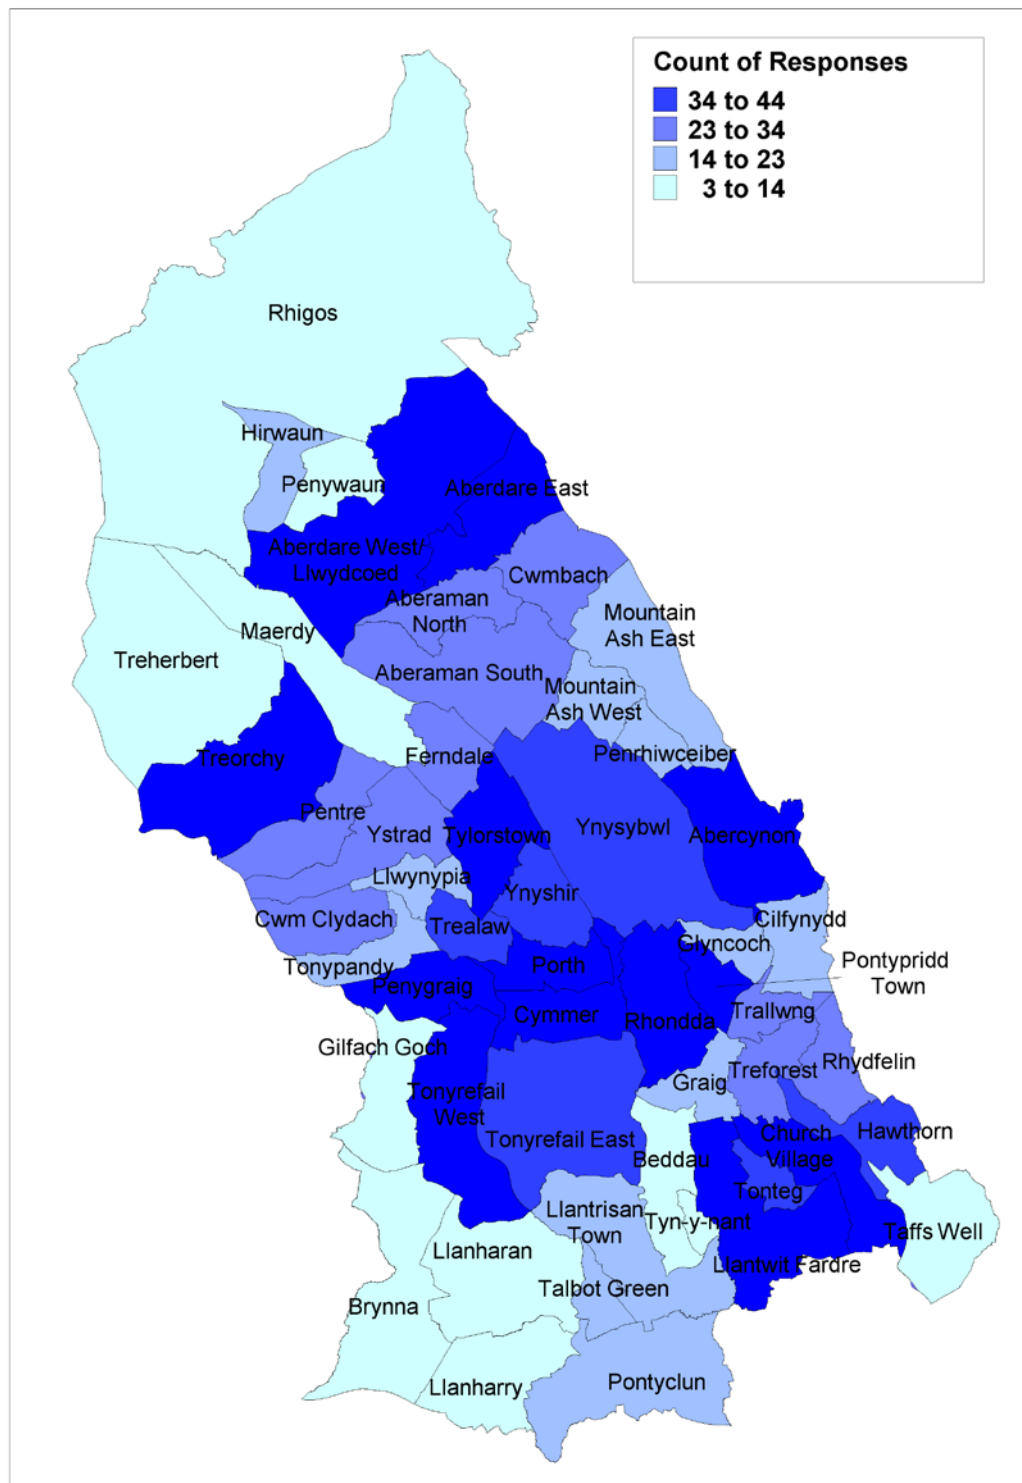 Count of Responses
34 to 44
23 to 34
14 to 23
3 to 14
Rhigos
Hirwaun
Penywaun
Aberdare East
Aberdare West/
Llwydcoed
Cwmbach
Aberaman
North
Mountain
Ash East
Maerdy
Treherbert
Aberaman South
Mountain
Ash West
Treorchy
Ferndale
Penrhiwceiber
Pentre
Ystrad
Tylorstown
Ynysybwl
Abercynon
Llwynypia
Ynyshir
Cwm Clydach
Trealaw
Cilfynydd
Glyncoch
Tonypandy
Porth
Pontypridd
Town
Penygraig
Cymmer
Rhondda
Trallwng
Gilfach Goch
Treforest
Rhydfelin
Graig
Tonyrefail
West
Tonyrefail East
Church
Village
Hawthorn
Beddau
Tonteg
Llantrisan
Town
Tyn-y-nant
Taffs Well
Llanharan
Llantwit Fardre
Talbot Green
Brynna
Llanharry
Pontyclun